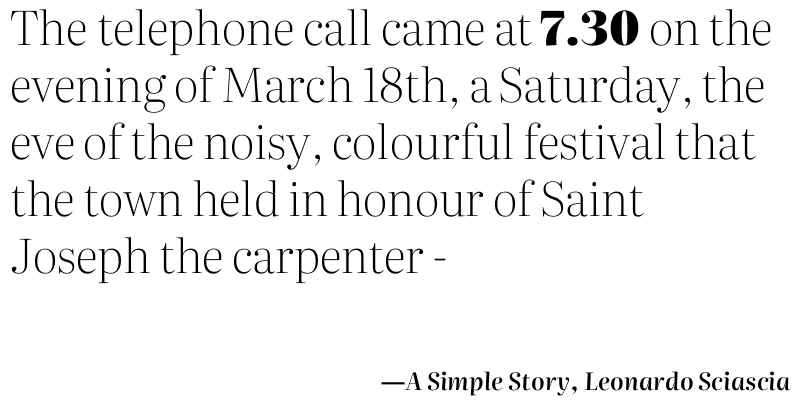 The telephone call came at 7.30 on the
evening of March 18th, a Saturday, the
eve of the noisy, colourful festival that
the town held in honour of Saint
Joseph the carpenter -
—A Simple Story, Leonardo Sciascia